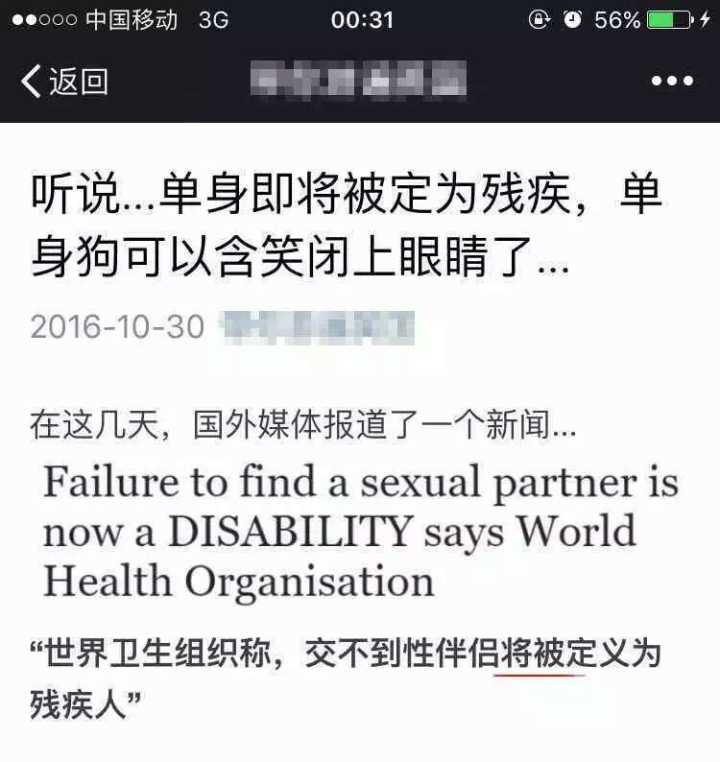 中国移动 3G 00:31 56%
返回
听说...单身即将被定为残疾，单
身狗可以含笑闭上眼睛了...
2016-10-30
在这几天，国外媒体报道了一个新闻...
Failure to find a sexual partner is
now a DISABILITY says World
Health Organisation
“世界卫生组织称，交不到性伴侣将被定义为
残疾人”